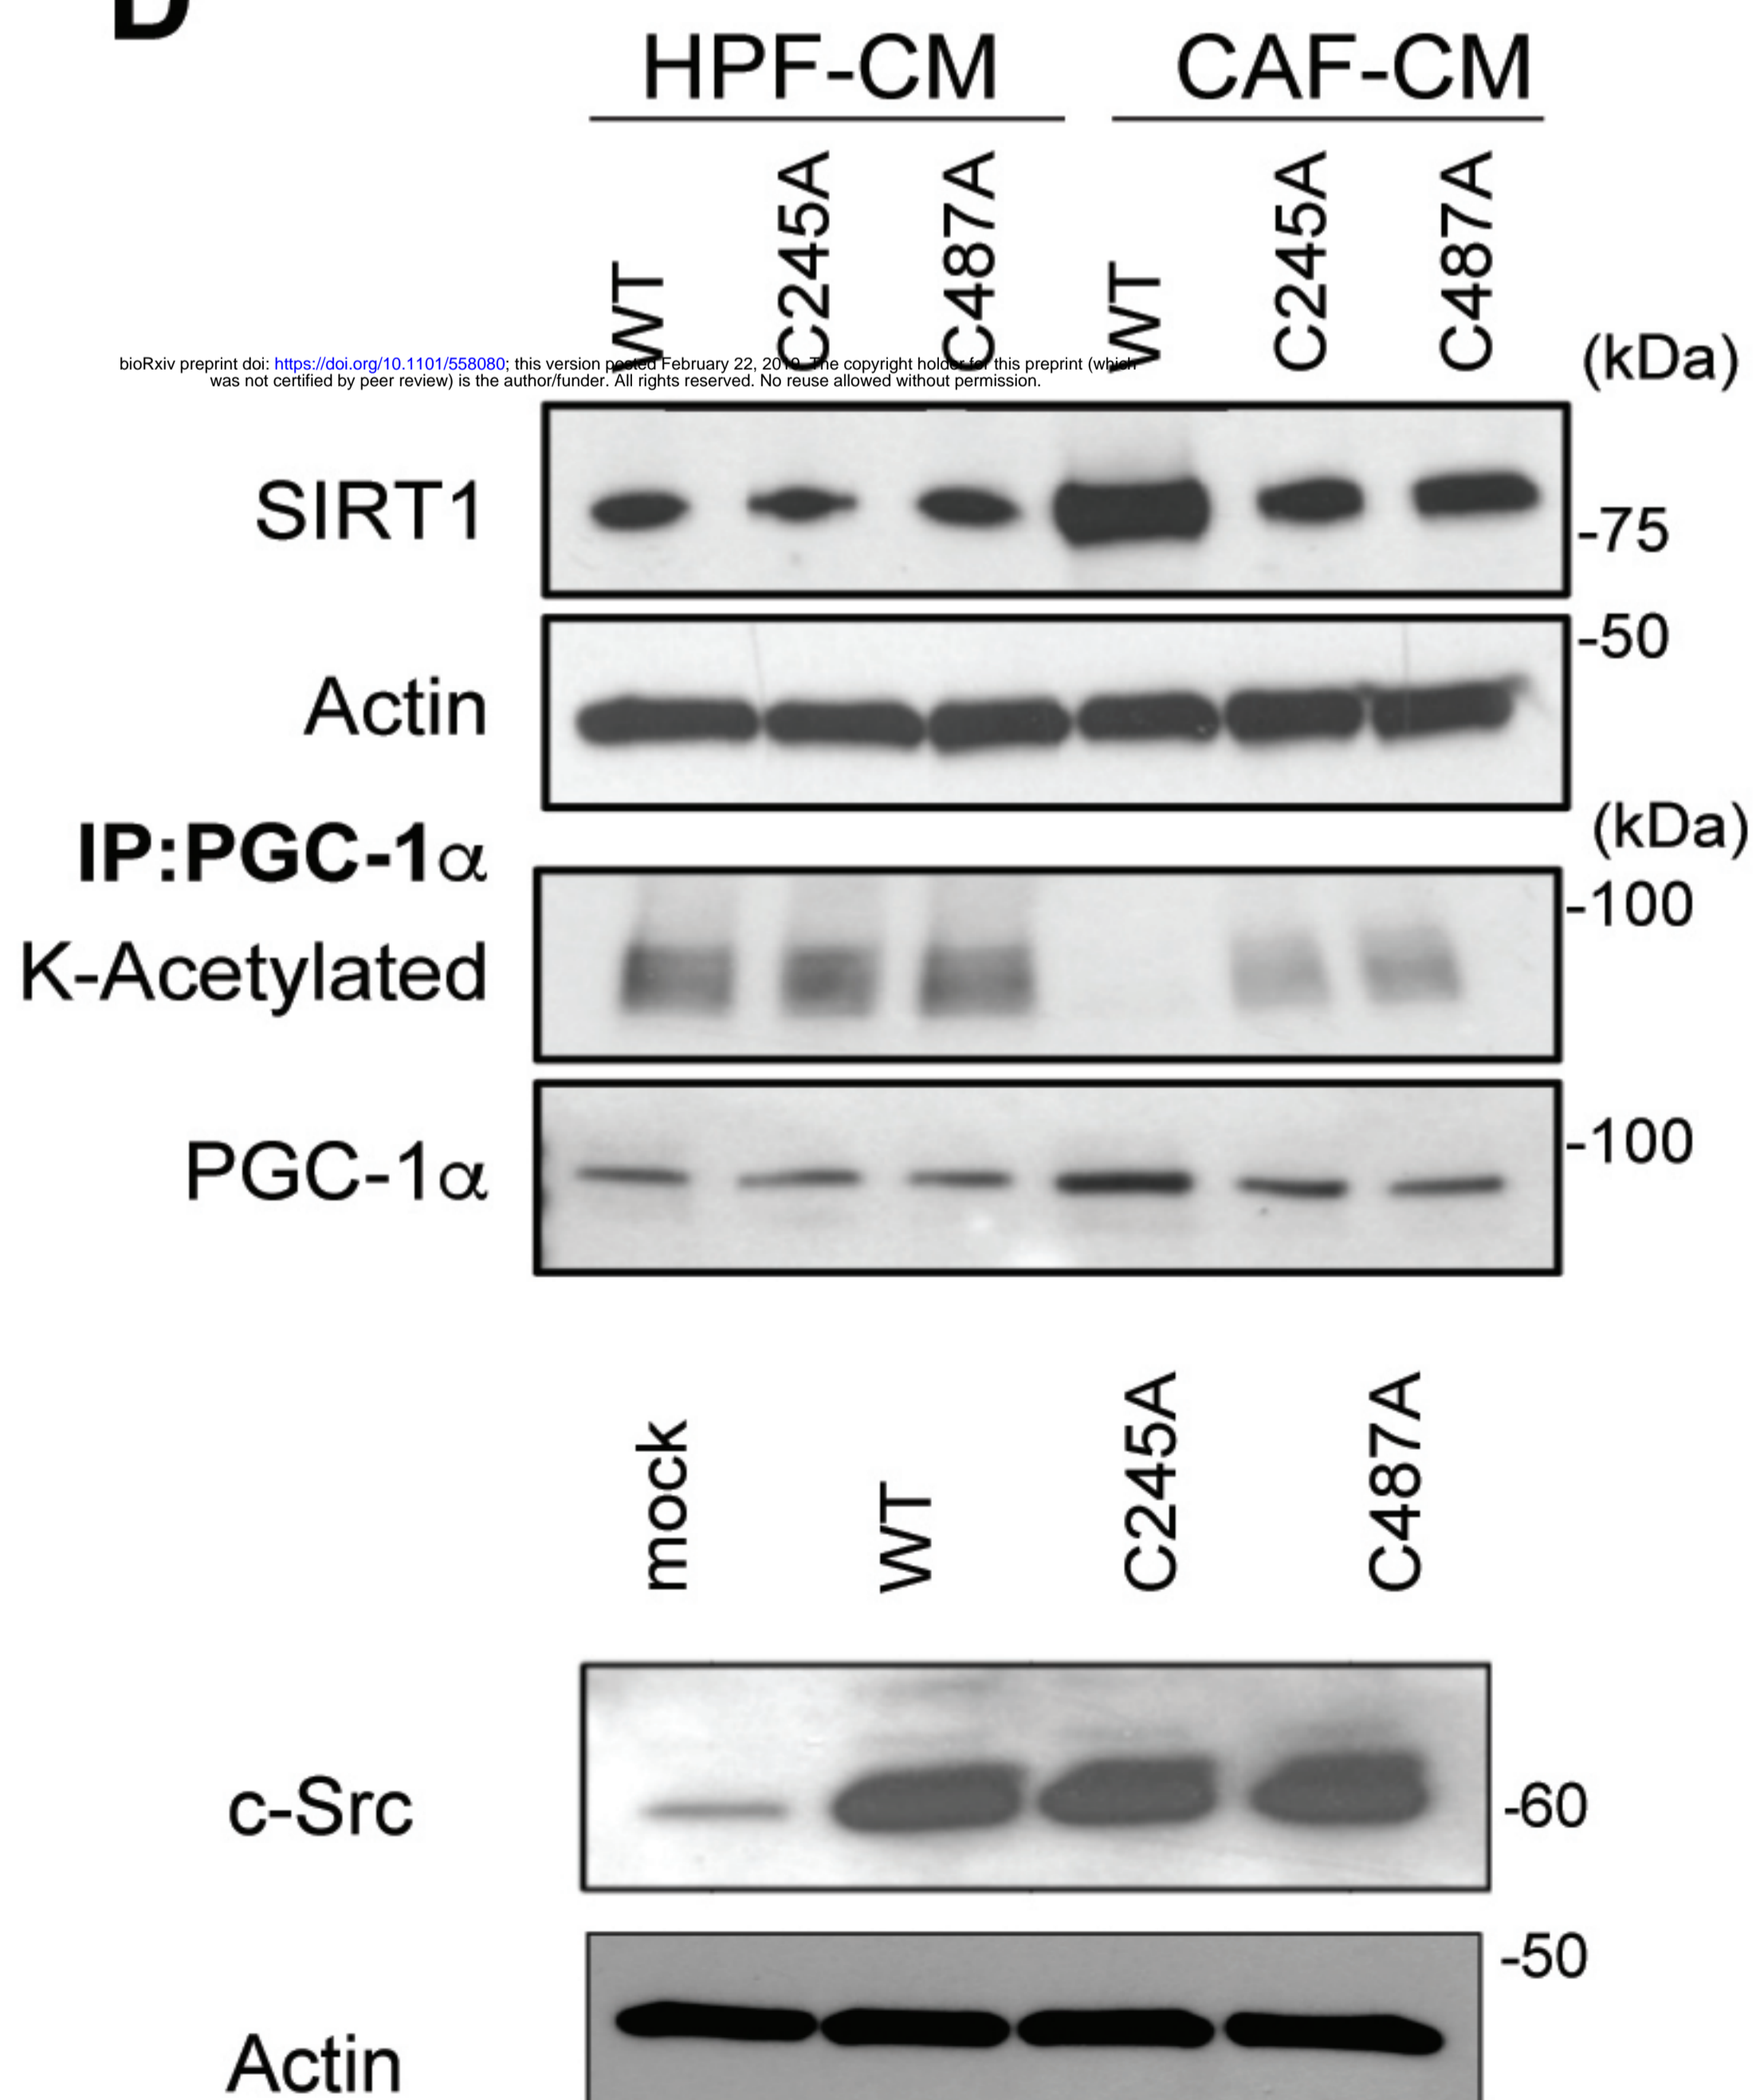 D
HPF-CM CAF-CM
WT C245A C487A WT C245A C487A
(kDa)
bioRxiv preprint doi: https://doi.org/10.1101/558080; this version posted February 22, 2019. The copyright holder for this preprint (which
was not certified by peer review) is the author/funder. All rights reserved. No reuse allowed without permission.
SIRT1 -75
-50
Actin
(kDa)
IP:PGC-1α
-100
K-Acetylated
-100
PGC-1α
mock WT C245A C487A
c-Src -60
-50
Actin